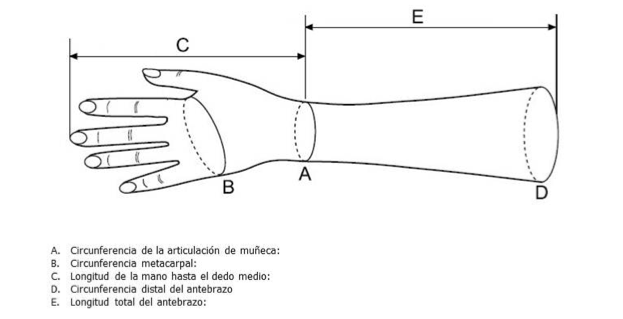 E
C
A
B
D
A. Circunferencia de la articulación de muñeca:
B. Circunferencia metacarpal:
C. Longitud de la mano hasta el dedo medio:
D. Circunferencia distal del antebrazo
E. Longitud total del antebrazo: